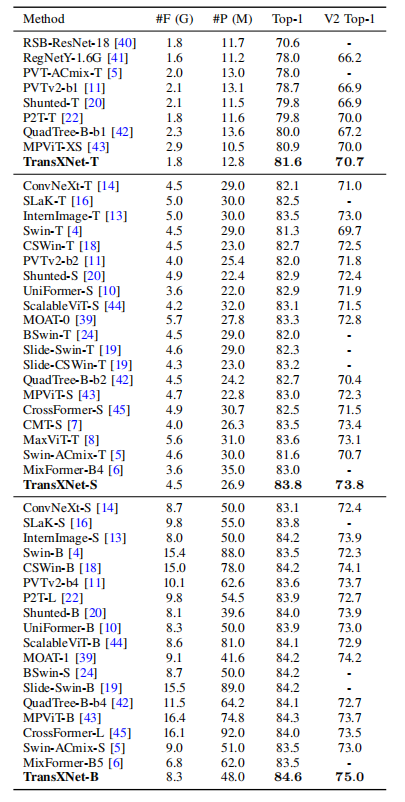 Method #F (G) #P (M) Top-1 V2 Top-1
RSB-ResNet-18 [40] 1.8 11.7 70.6 -
RegNetY-1.6G [41] 1.6 11.2 78.0 66.2
PVT-ACmix-T [5] 2.0 13.0 78.0 -
PVTv2-b1 [11] 2.1 13.1 78.7 66.9
Shunted-T [20] 2.1 11.5 79.8 66.9
P2T-T [22] 1.8 11.6 79.8 70.0
QuadTree-B-b1 [42] 2.3 13.6 80.0 67.2
MPViT-XS [43] 2.9 10.5 80.9 70.0
TransXNet-T 1.8 12.8 81.6 70.7
ConvNeXt-T [14] 4.5 29.0 82.1 71.0
SLaK-T [16] 5.0 30.0 82.5 -
InternImage-T [13] 5.0 30.0 83.5 73.0
Swin-T [4] 4.5 29.0 81.3 69.7
CSWin-T [18] 4.5 23.0 82.7 72.5
PVTv2-b2 [11] 4.0 25.4 82.0 71.8
Shunted-S [20] 4.9 22.4 82.9 72.4
UniFormer-S [10] 3.6 22.0 82.9 71.9
ScalableViT-S [44] 4.2 32.0 83.1 71.5
MOAT-0 [39] 5.7 27.8 83.3 72.8
BSwin-T [24] 4.5 29.0 82.0 -
Slide-Swin-T [19] 4.6 29.0 82.3 -
Slide-CSWin-T [19] 4.3 23.0 83.2 -
QuadTree-B-b2 [42] 4.5 24.2 82.7 70.4
MPViT-S [43] 4.7 22.8 83.0 72.3
CrossFormer-S [45] 4.9 30.7 82.5 71.5
CMT-S [7] 4.0 26.3 83.5 73.4
MaxViT-T [8] 5.6 31.0 83.6 73.1
Swin-ACmix-T [5] 4.6 30.0 81.6 70.7
MixFormer-B4 [6] 3.6 35.0 83.0 -
TransXNet-S 4.5 26.9 83.8 73.8
ConvNeXt-S [14] 8.7 50.0 83.1 72.4
SLaK-S [16] 9.8 55.0 83.8 -
InternImage-S [13] 8.0 50.0 84.2 73.9
Swin-B [4] 15.4 88.0 83.5 72.3
CSWin-B [18] 15.0 78.0 84.2 74.1
PVTv2-b4 [11] 10.1 62.6 83.6 73.7
P2T-L [22] 9.8 54.5 83.9 72.7
Shunted-B [20] 8.1 39.6 84.0 73.9
UniFormer-B [10] 8.3 50.0 83.9 73.0
ScalableViT-B [44] 8.6 81.0 84.1 72.9
MOAT-1 [39] 9.1 41.6 84.2 74.2
BSwin-S [24] 8.7 50.0 84.2 -
Slide-Swin-B [19] 15.5 89.0 84.2 -
QuadTree-B-b4 [42] 11.5 64.2 84.1 72.7
MPViT-B [43] 16.4 74.8 84.3 73.7
CrossFormer-L [45] 16.1 92.0 84.0 73.5
Swin-ACmix-S [5] 9.0 51.0 83.5 73.0
MixFormer-B5 [6] 6.8 62.0 83.5 -
TransXNet-B 8.3 48.0 84.6 75.0